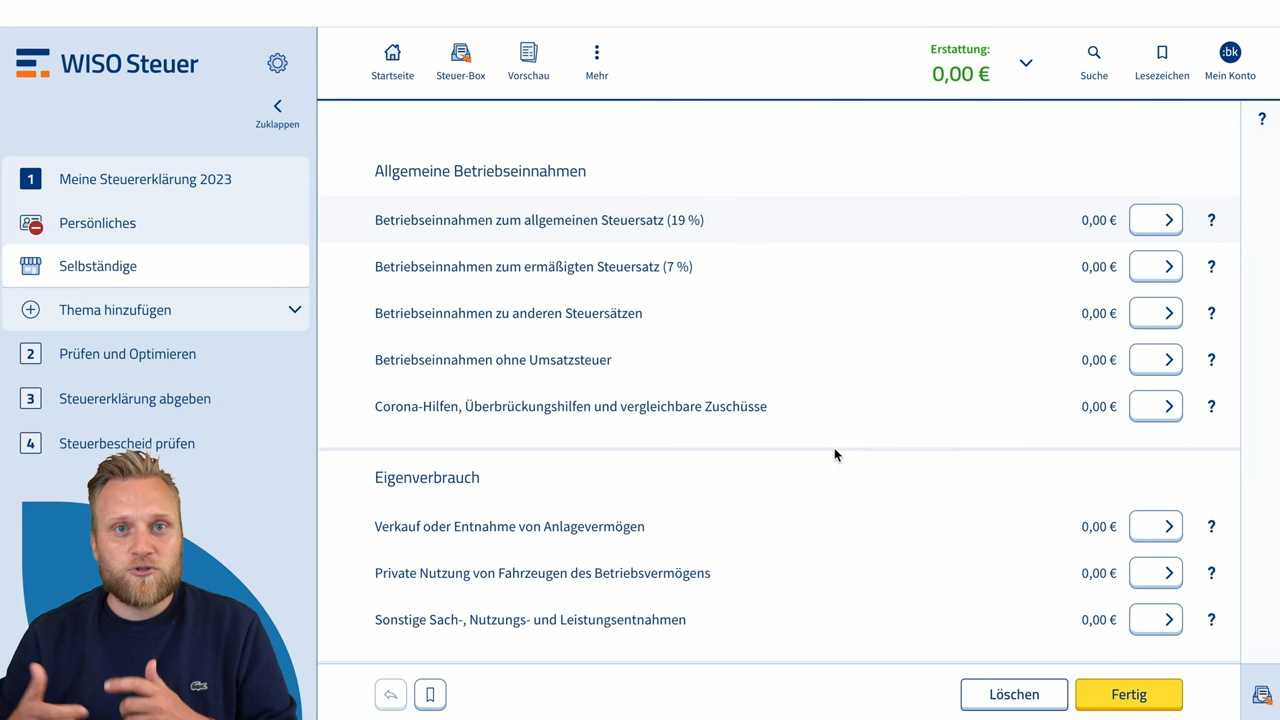 WISO Steuer
Zuklappen
1 Meine Steuererklärung 2023
Persönliches
Selbständige
Thema hinzufügen
2 Prüfen und Optimieren
3 Steuererklärung abgeben
4 Steuerbescheid prüfen
Startseite
Steuer-Box
Vorschau
Mehr
Erstattung:
0,00 €
Suche
Lesezeichen
:bk
Mein Konto
?
Allgemeine Betriebseinnahmen
Betriebseinnahmen zum allgemeinen Steuersatz (19 %) 0,00 € ?
Betriebseinnahmen zum ermäßigten Steuersatz (7 %) 0,00 € ?
Betriebseinnahmen zu anderen Steuersätzen 0,00 € ?
Betriebseinnahmen ohne Umsatzsteuer 0,00 € ?
Corona-Hilfen, Überbrückungshilfen und vergleichbare Zuschüsse 0,00 € ?
Eigenverbrauch
Verkauf oder Entnahme von Anlagevermögen 0,00 € ?
Private Nutzung von Fahrzeugen des Betriebsvermögens 0,00 € ?
Sonstige Sach-, Nutzungs- und Leistungsentnahmen 0,00 € ?
Löschen
Fertig